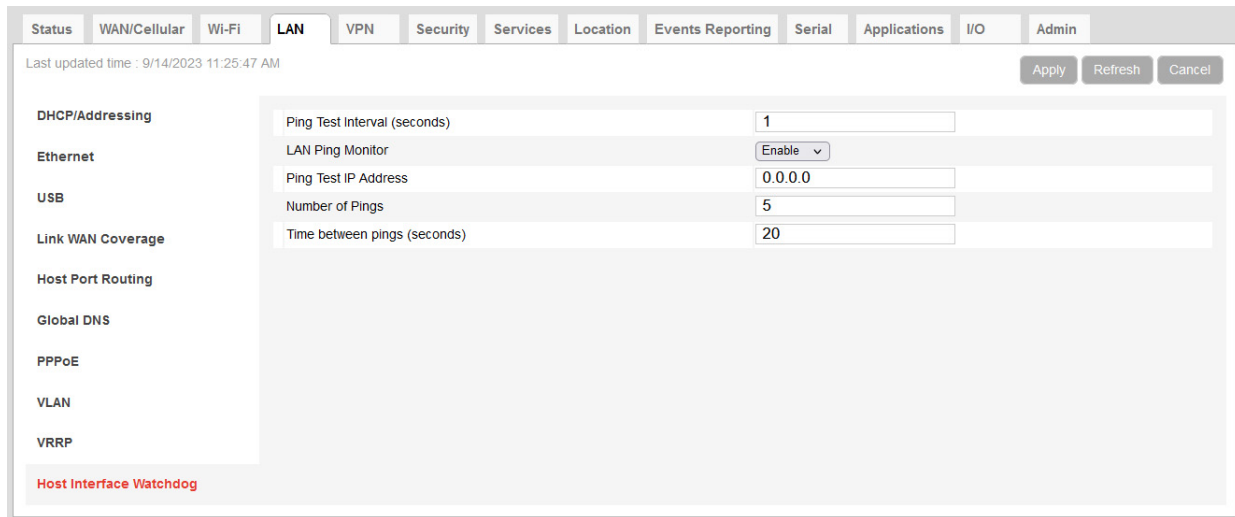 Status WAN/Cellular Wi-Fi LAN VPN Security Services Location Events Reporting Serial Applications I/O Admin
Last updated time : 9/14/2023 11:25:47 AM
Apply Refresh Cancel
DHCP/Addressing
Ethernet
USB
Link WAN Coverage
Host Port Routing
Global DNS
PPPoE
VLAN
VRRP
Host Interface Watchdog
Ping Test Interval (seconds) 1
LAN Ping Monitor Enable
Ping Test IP Address 0.0.0.0
Number of Pings 5
Time between pings (seconds) 20